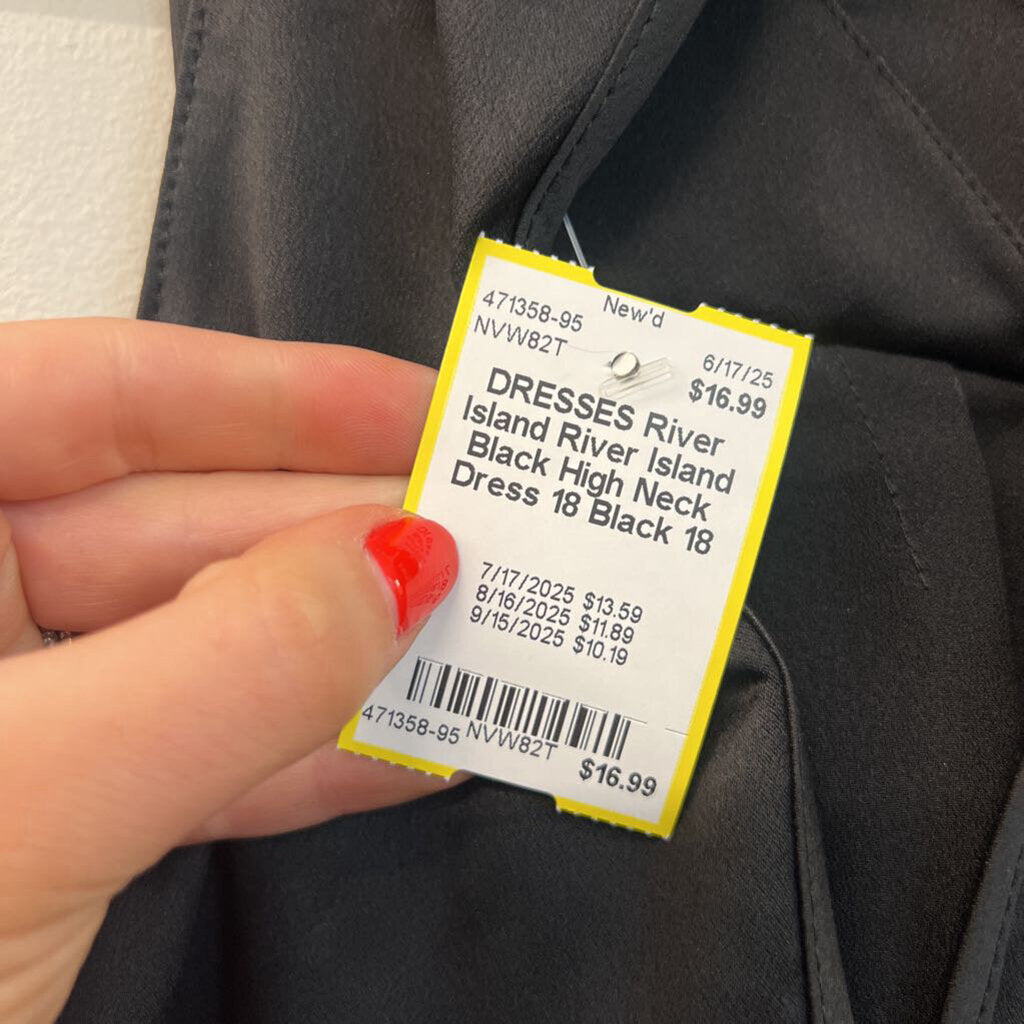 New'd
471358-95
NVW82T
6/17/25
$16.99
DRESSES River
Island River Island
Black High Neck
Dress 18 Black 18
7/17/2025 $13.59
8/16/2025 $11.89
9/15/2025 $10.19
471358-95 NVW82T
$16.99